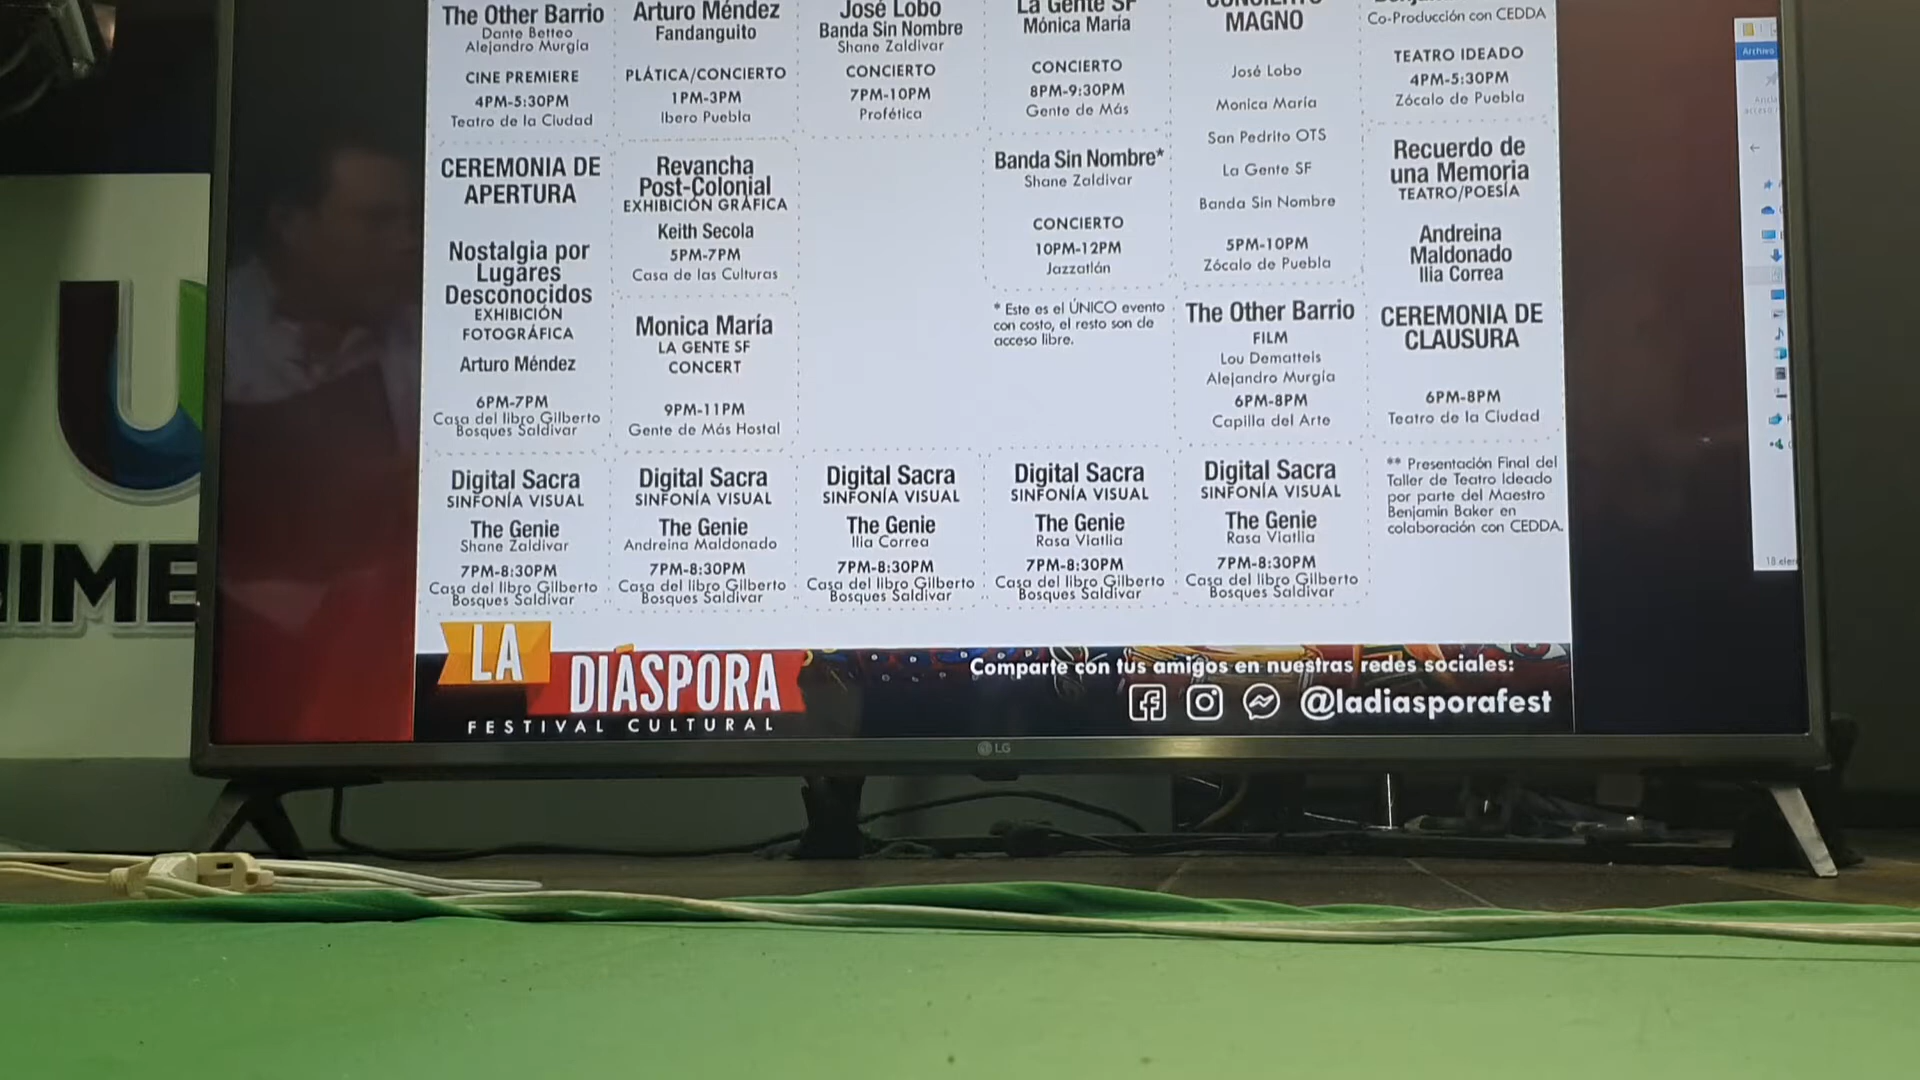 The Other Barrio
Dante Betteo
Alejandro Murgía
CINE PREMIERE
4PM-5:30PM
Teatro de la Ciudad
CEREMONIA DE
APERTURA
Nostalgia por
Lugares
Desconocidos
EXHIBICIÓN
FOTOGRÁFICA
Arturo Méndez
6PM-7PM
Casa del libro Gilberto
Bosques Saldivar
Digital Sacra
SINFONÍA VISUAL
The Genie
Shane Zaldivar
7PM-8:30PM
Casa del libro Gilberto
Bosques Saldivar
Arturo Méndez
Fandanguito
PLÁTICA/CONCIERTO
1PM-3PM
Ibero Puebla
Revancha
Post-Colonial
EXHIBICIÓN GRÁFICA
Keith Secola
5PM-7PM
Casa de las Culturas
Monica María
LA GENTE SF
CONCERT
9PM-11PM
Gente de Más Hostal
Digital Sacra
SINFONÍA VISUAL
The Genie
Andreina Maldonado
7PM-8:30PM
Casa del libro Gilberto
Bosques Saldivar
José Lobo
Banda Sin Nombre
Shane Zaldivar
CONCIERTO
7PM-10PM
Profética
Digital Sacra
SINFONÍA VISUAL
The Genie
Ilia Correa
7PM-8:30PM
Casa del libro Gilberto
Bosques Saldivar
La Gente SF
Mónica María
CONCIERTO
8PM-9:30PM
Gente de Más
Banda Sin Nombre*
Shane Zaldivar
CONCIERTO
10PM-12PM
Jazzatlán
* Este es el ÚNICO evento
con costo, el resto son de
acceso libre.
Digital Sacra
SINFONÍA VISUAL
The Genie
Rasa Viatlia
7PM-8:30PM
Casa del libro Gilberto
Bosques Saldivar
CONCIERTO
MAGNO
José Lobo
Monica María
San Pedrito OTS
La Gente SF
Banda Sin Nombre
5PM-10PM
Zócalo de Puebla
The Other Barrio
FILM
Lou Dematteis
Alejandro Murgía
6PM-8PM
Capilla del Arte
Digital Sacra
SINFONÍA VISUAL
The Genie
Rasa Viatlia
7PM-8:30PM
Casa del libro Gilberto
Bosques Saldivar
Co-Producción con CEDDA
TEATRO IDEADO
4PM-5:30PM
Zócalo de Puebla
Recuerdo de
una Memoria
TEATRO/POESÍA
Andreina
Maldonado
Ilia Correa
CEREMONIA DE
CLAUSURA
6PM-8PM
Teatro de la Ciudad
** Presentación Final del
Taller de Teatro Ideado
por parte del Maestro
Benjamin Baker en
colaboración con CEDDA.
LA
DIÁSPORA
FESTIVAL CULTURAL
Comparte con tus amigos en nuestras redes sociales:
@ladiasporafest
Archivo
LG
IME